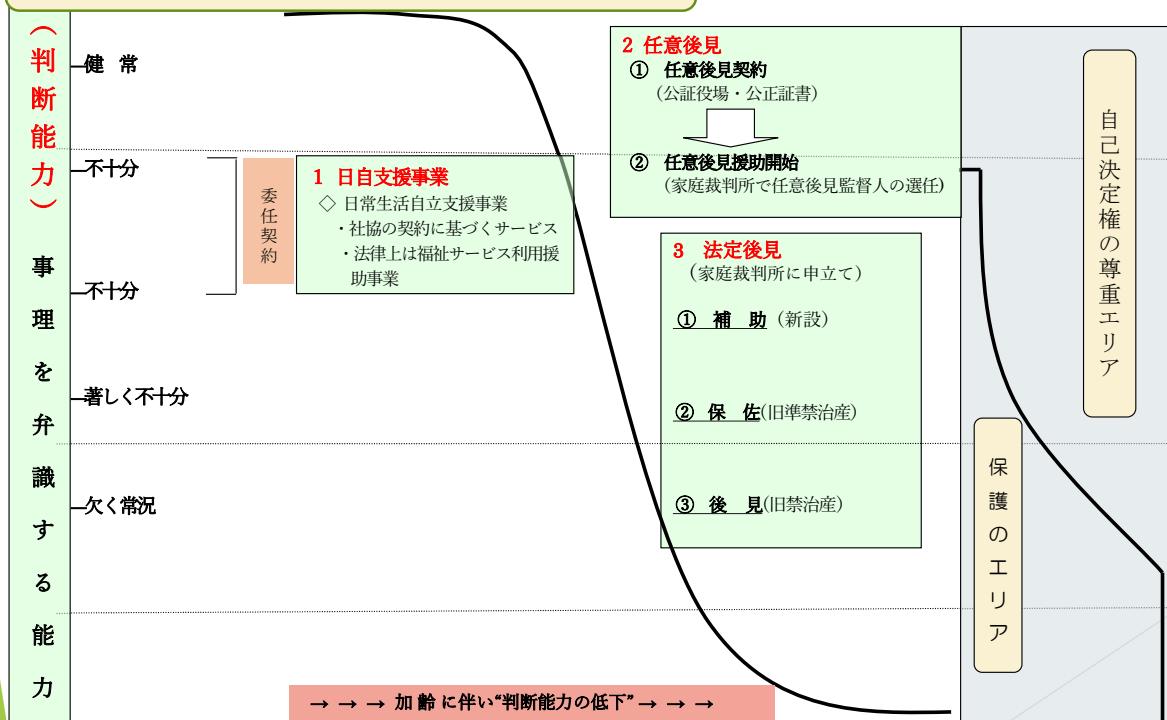 (判断能力) 事理を弁識する能力
健 常
不十分
不十分
著しく不十分
欠く常況
委任契約
1 日自支援事業
◇ 日常生活自立支援事業
・社協の契約に基づくサービス
・法律上は福祉サービス利用援
助事業
2 任意後見
① 任意後見契約
(公証役場・公正証書)
② 任意後見援助開始
(家庭裁判所で任意後見監督人の選任)
3 法定後見
(家庭裁判所に申立て)
① 補 助 (新設)
② 保 佐(旧準禁治産)
③ 後 見(旧禁治産)
自己決定権の尊重エリア
保護のエリア
→ → → 加 齢 に伴い“判断能力の低下” → → →